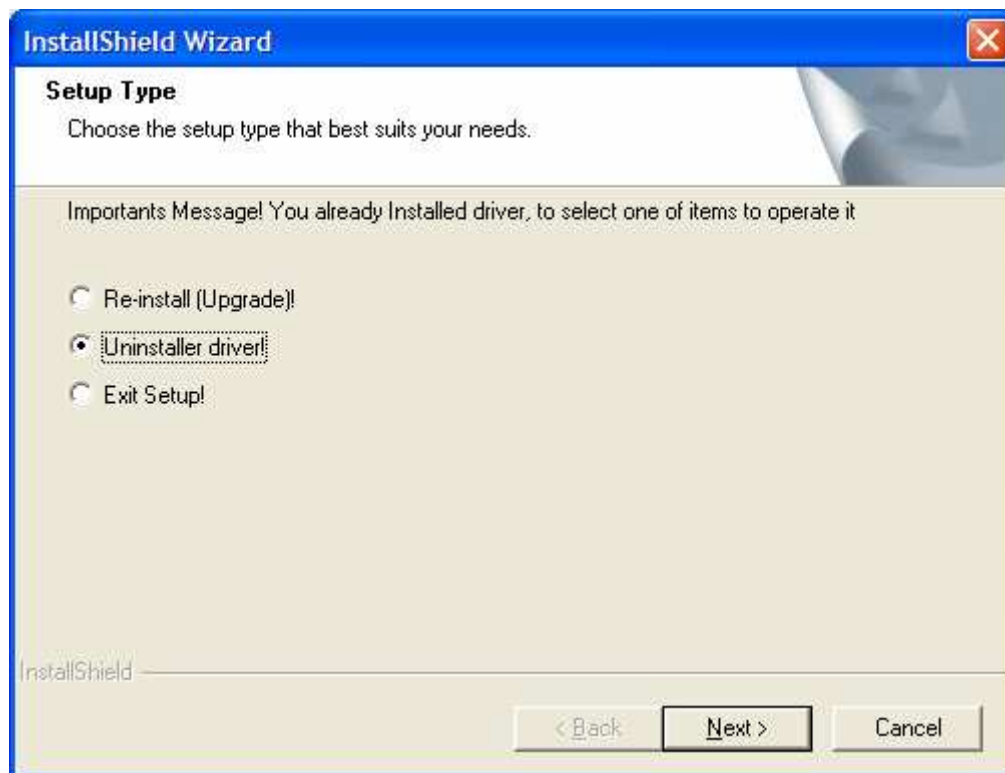 InstallShield Wizard
Setup Type
Choose the setup type that best suits your needs.
Importants Message! You already Installed driver, to select one of items to operate it
Re-install (Upgrade)!
Uninstaller driver!
Exit Setup!
InstallShield
< Back Next > Cancel